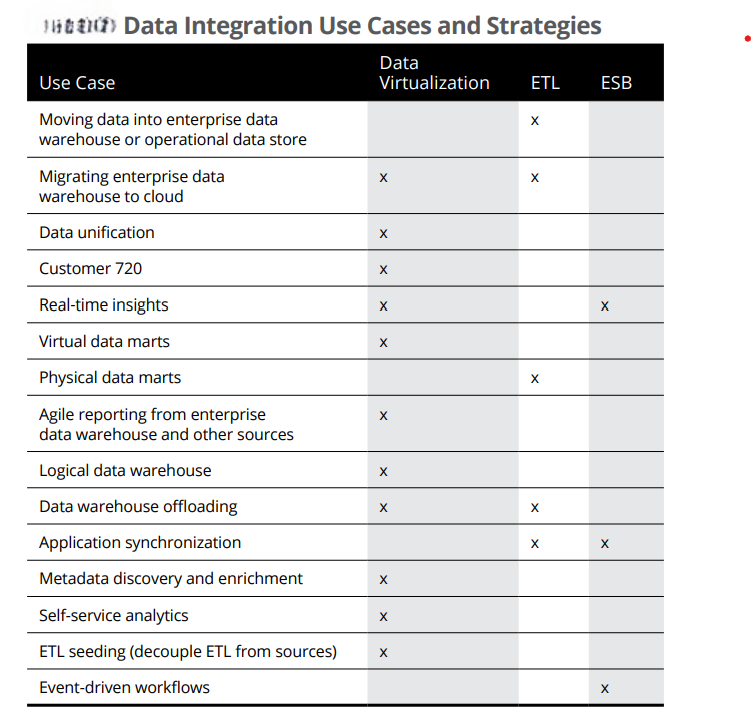 Data Integration Use Cases and Strategies
Use Case Data Virtualization ETL ESB
Moving data into enterprise data
warehouse or operational data store x
Migrating enterprise data
warehouse to cloud x x
Data unification x
Customer 720 x
Real-time insights x x
Virtual data marts x
Physical data marts x
Agile reporting from enterprise
data warehouse and other sources x
Logical data warehouse x
Data warehouse offloading x x
Application synchronization x x
Metadata discovery and enrichment x
Self-service analytics x
ETL seeding (decouple ETL from sources) x
Event-driven workflows x